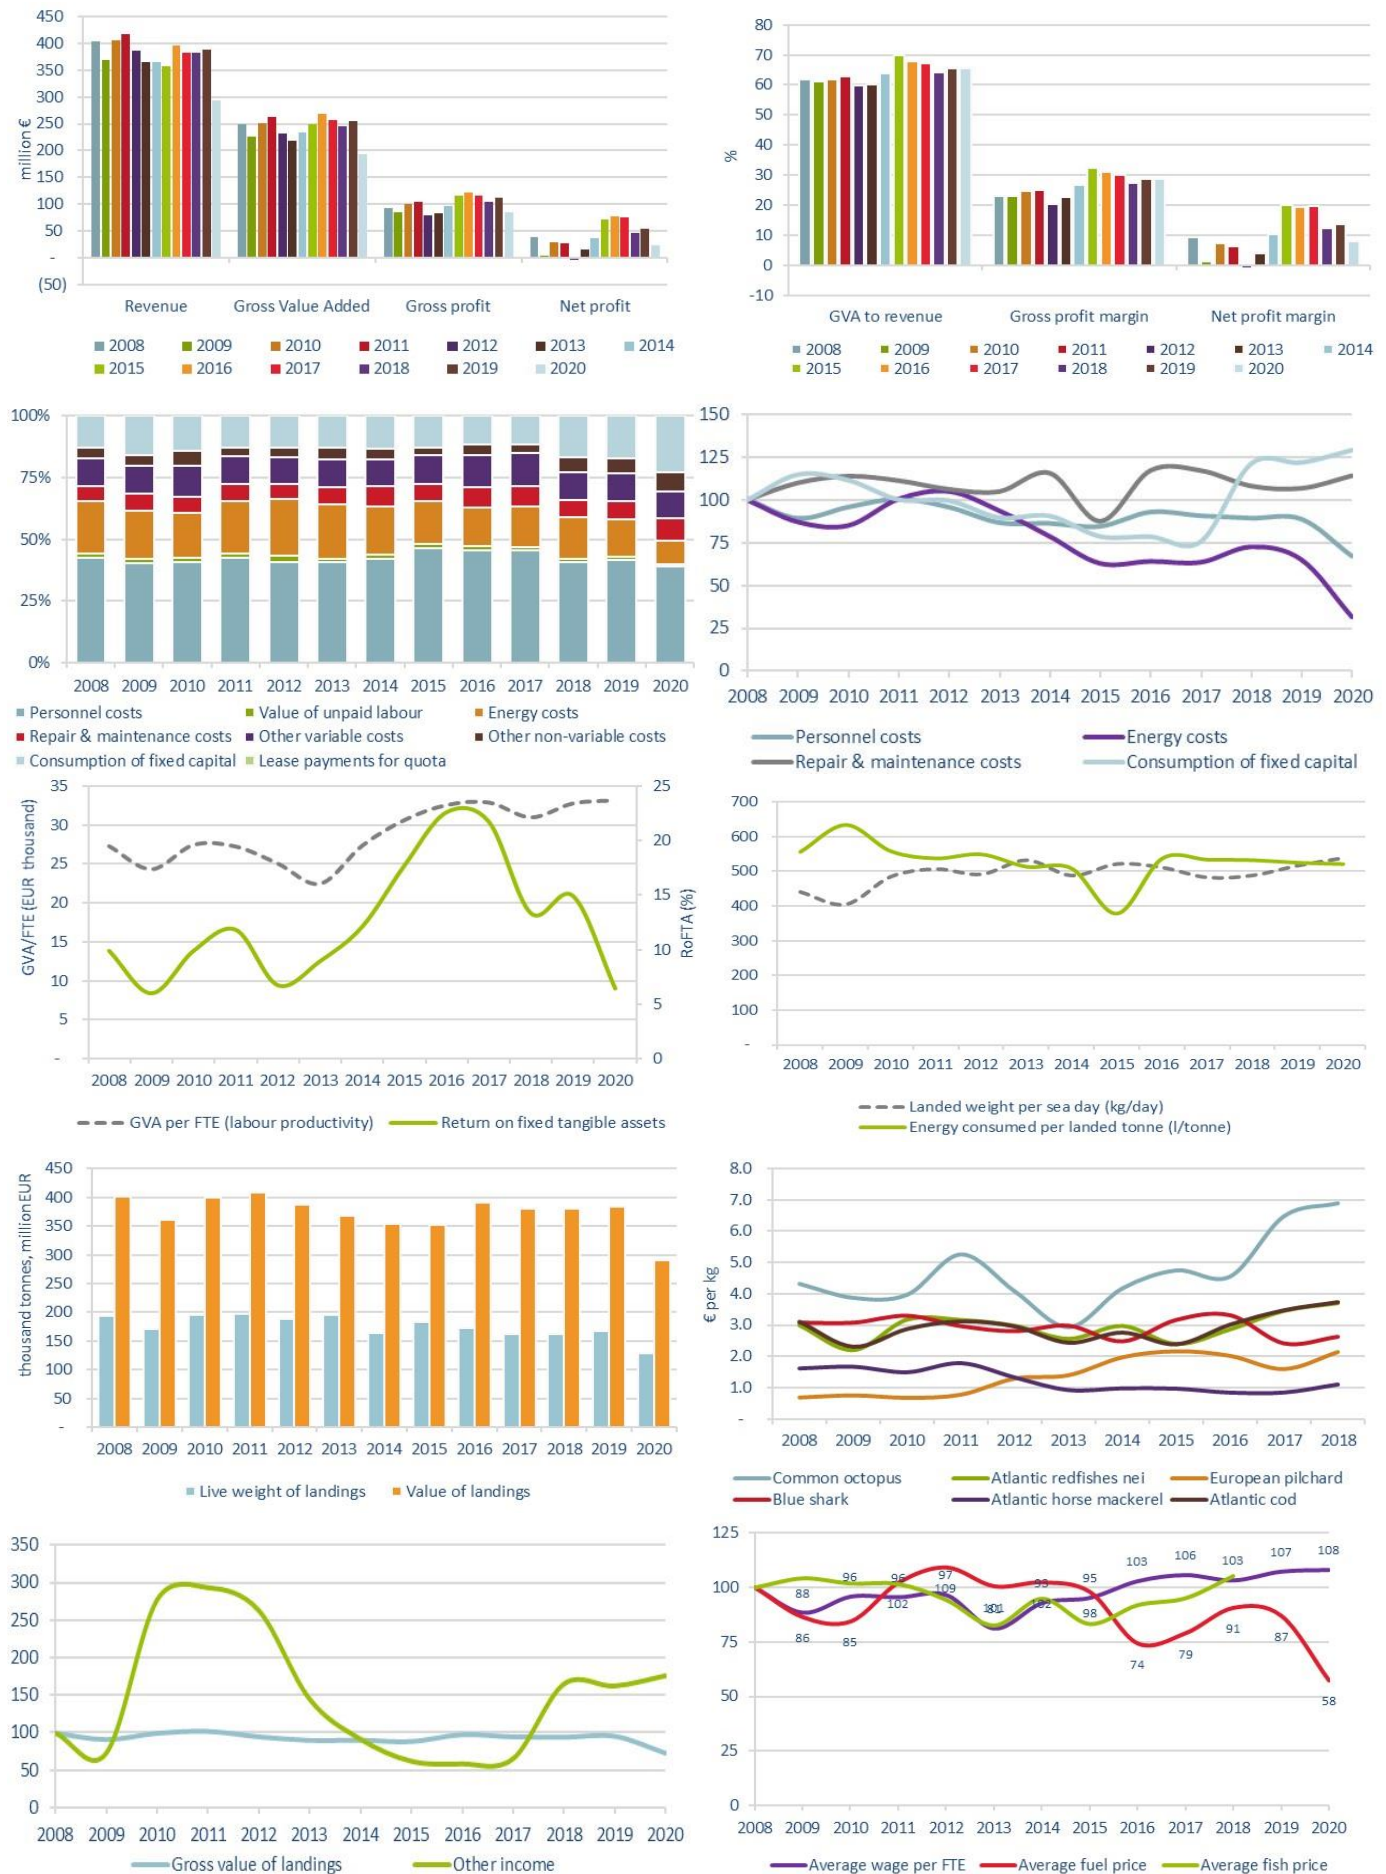 450
400
350
300
250
200
150
100
50
-
(50)
million €
Revenue Gross Value Added Gross profit Net profit
2008 2009 2010 2011 2012 2013 2014
2015 2016 2017 2018 2019 2020
80
70
60
50
40
30
20
10
0
-10
%
GVA to revenue Gross profit margin Net profit margin
2008 2009 2010 2011 2012 2013 2014
2015 2016 2017 2018 2019 2020
100%
75%
50%
25%
0%
2008 2009 2010 2011 2012 2013 2014 2015 2016 2017 2018 2019 2020
Personnel costs Value of unpaid labour Energy costs
Repair & maintenance costs Other variable costs Other non-variable costs
Consumption of fixed capital Lease payments for quota
150
125
100
75
50
25
0
2008 2009 2010 2011 2012 2013 2014 2015 2016 2017 2018 2019 2020
Personnel costs Energy costs
Repair & maintenance costs Consumption of fixed capital
35
30
25
20
15
10
5
-
GVA/FTE (EUR thousand)
25
20
15
10
5
0
RoFTA (%)
2008 2009 2010 2011 2012 2013 2014 2015 2016 2017 2018 2019 2020
GVA per FTE (labour productivity) Return on fixed tangible assets
700
600
500
400
300
200
100
-
2008 2009 2010 2011 2012 2013 2014 2015 2016 2017 2018 2019 2020
Landed weight per sea day (kg/day)
Energy consumed per landed tonne (l/tonne)
450
400
350
300
250
200
150
100
50
-
thousand tonnes, million EUR
2008 2009 2010 2011 2012 2013 2014 2015 2016 2017 2018 2019 2020
Live weight of landings Value of landings
8.0
7.0
6.0
5.0
4.0
3.0
2.0
1.0
-
€ per kg
2008 2009 2010 2011 2012 2013 2014 2015 2016 2017 2018
Common octopus Atlantic redfishes nei European pilchard
Blue shark Atlantic horse mackerel Atlantic cod
350
300
250
200
150
100
50
0
2008 2009 2010 2011 2012 2013 2014 2015 2016 2017 2018 2019 2020
Gross value of landings Other income
125
100
75
50
25
0
88 96 96 97 81 93 95 103 106 103 107 108
86 85 102 109 101 102 98 74 79 91 87 58
2008 2009 2010 2011 2012 2013 2014 2015 2016 2017 2018 2019 2020
Average wage per FTE Average fuel price Average fish price